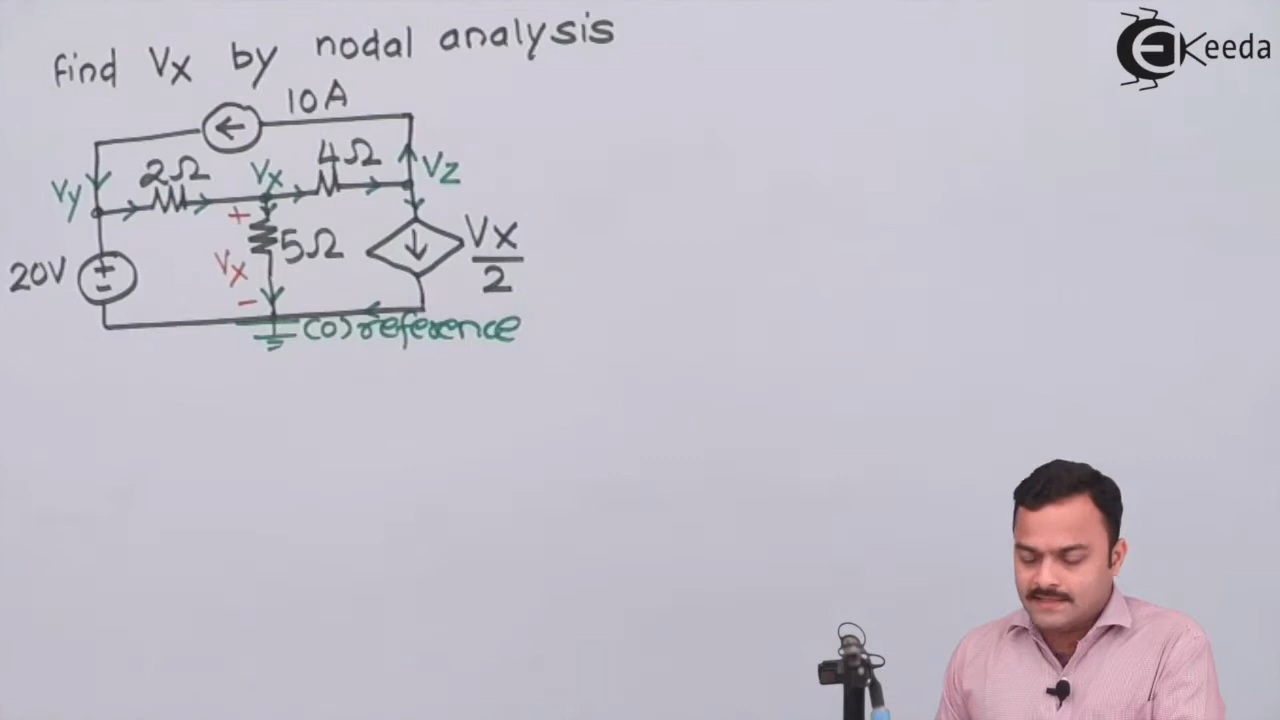 Find Vx by nodal analysis
EKeeda
10A
2Ω Vx 4Ω Vz
Vy
+
5Ω Vx
2
20V + - Vx
-
(0) reference